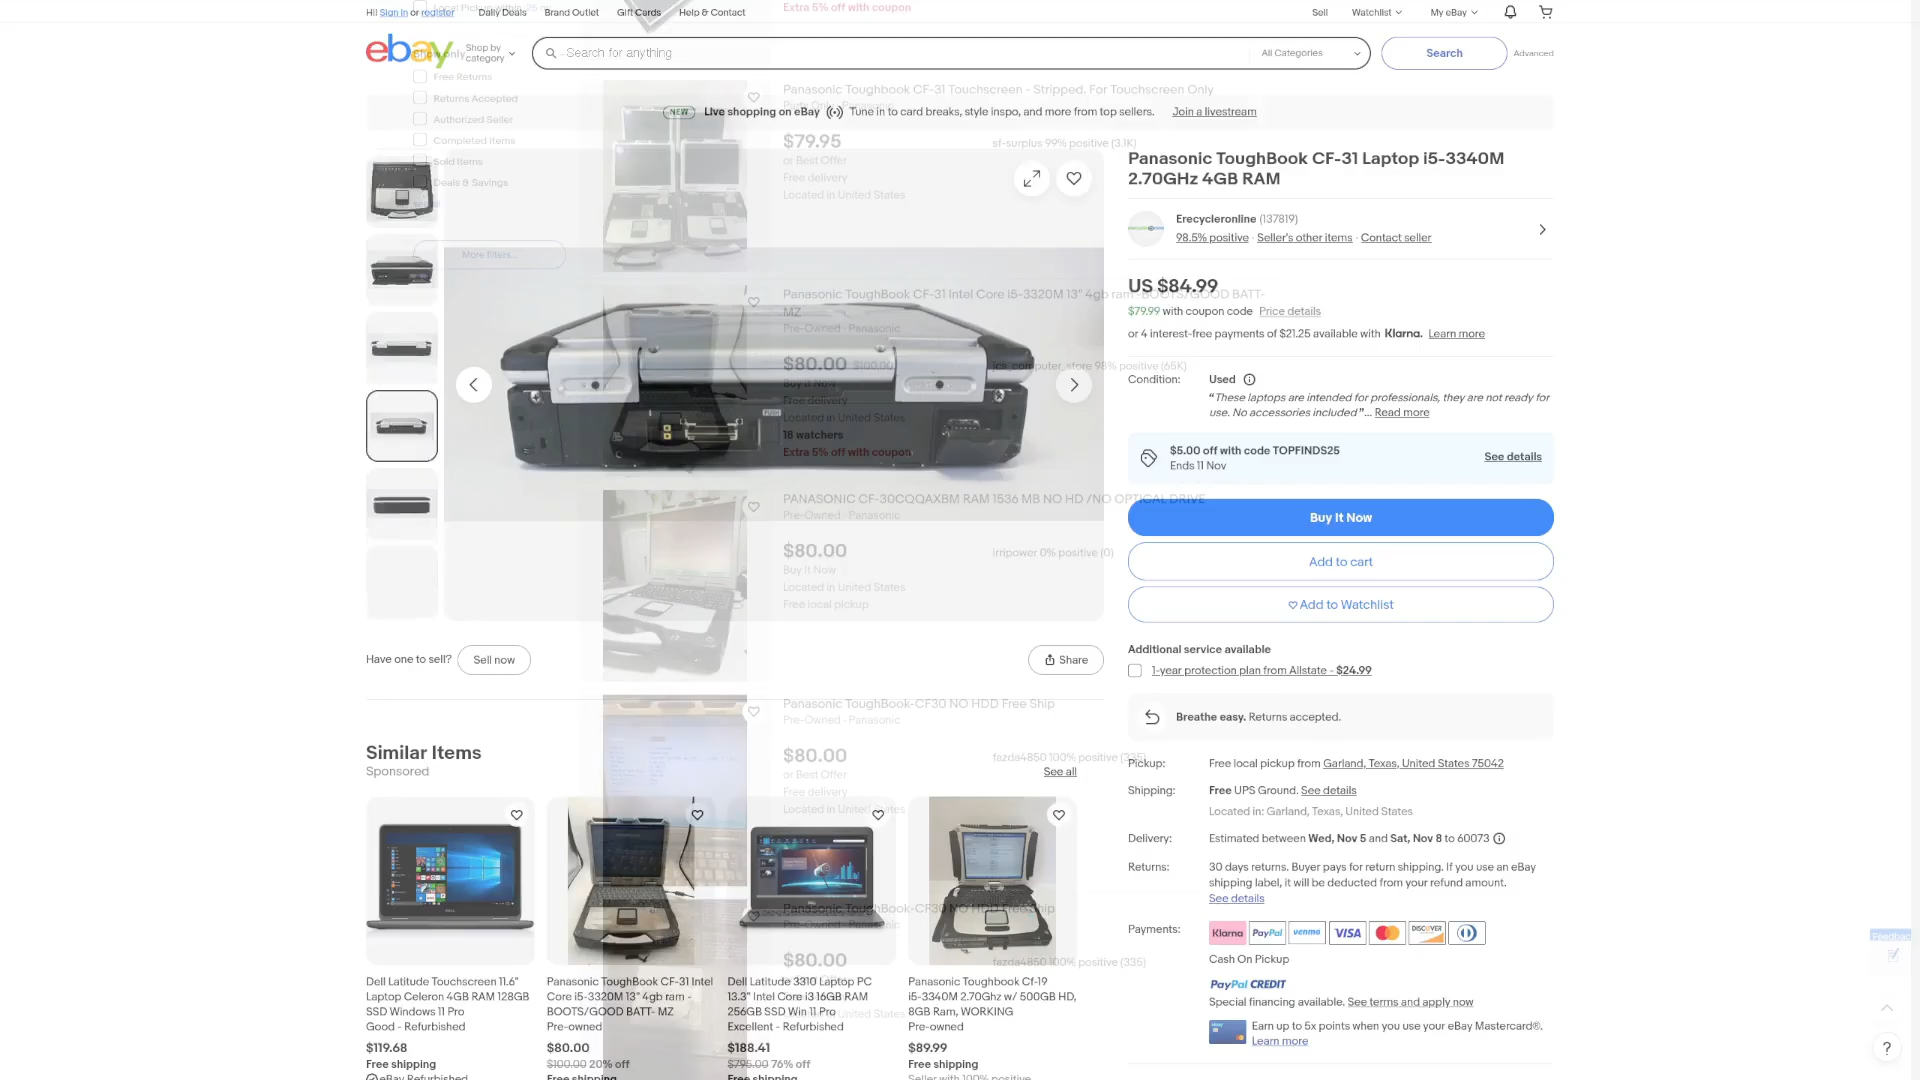 Local Pickup within 25 m
Extra 5% off with coupon
Hi! Sign in or register
Daily Deals
Brand Outlet
Gift Cards
Help & Contact
Sell
Watchlist
My eBay
ebay
Shop by
category
Search for anything
All Categories
Search
Advanced
Free Returns
Returns Accepted
Authorized Seller
Completed Items
Sold Items
Deals & Savings
More filters...
NEW Live shopping on eBay Tune in to card breaks, style inspo, and more from top sellers. Join a livestream
Panasonic Toughbook CF-31 Touchscreen - Stripped. For Touchscreen Only
$79.95
or Best Offer
Free delivery
Located in United States
sf-surplus 99% positive (3.1K)
Panasonic ToughBook CF-31 Intel Core i5-3320M 13" 4gb ram -BOOTS/GOOD BATT-
MZ
Pre-Owned · Panasonic
$80.00 $100.00
Buy It Now
Free delivery
Located in United States
18 watchers
Extra 5% off with coupon
jcs_computer_store 98% positive (65K)
PANASONIC CF-30CQQAXBM RAM 1536 MB NO HD /NO OPTICAL DRIVE
Pre-Owned · Panasonic
$80.00
Buy It Now
Located in United States
Free local pickup
irripower 0% positive (0)
Panasonic ToughBook-CF30 NO HDD Free Ship
Pre-Owned · Panasonic
$80.00
or Best Offer
Free delivery
Located in United States
fazda4850 100% positive (335)
Panasonic ToughBook-CF30 NO HDD Free Ship
Pre-Owned · Panasonic
$80.00
fazda4850 100% positive (335)
Panasonic ToughBook CF-31 Laptop i5-3340M
2.70GHz 4GB RAM
Erecycleronline (137819)
98.5% positive · Seller's other items · Contact seller
US $84.99
$79.99 with coupon code Price details
or 4 interest-free payments of $21.25 available with Klarna. Learn more
Condition: Used
“These laptops are intended for professionals, they are not ready for
use. No accessories included”... Read more
$5.00 off with code TOPFINDS25
Ends 11 Nov
See details
Buy It Now
Add to cart
Add to Watchlist
Additional service available
1-year protection plan from Allstate - $24.99
Breathe easy. Returns accepted.
Pickup: Free local pickup from Garland, Texas, United States 75042
Shipping: Free UPS Ground. See details
Located in: Garland, Texas, United States
Delivery: Estimated between Wed, Nov 5 and Sat, Nov 8 to 60073
Returns: 30 days returns. Buyer pays for return shipping. If you use an eBay
shipping label, it will be deducted from your refund amount.
See details
Payments: Klarna PayPal venmo VISA DISCOVER
Cash On Pickup
PayPal CREDIT
Special financing available. See terms and apply now
Earn up to 5x points when you use your eBay Mastercard®.
Learn more
Have one to sell? Sell now
Share
Similar Items
Sponsored
See all
Dell Latitude Touchscreen 11.6"
Laptop Celeron 4GB RAM 128GB
SSD Windows 11 Pro
Good - Refurbished
$119.68
Free shipping
eBay Refurbished
Panasonic ToughBook CF-31 Intel
Core i5-3320M 13" 4gb ram -
BOOTS/GOOD BATT- MZ
Pre-owned
$80.00
$100.00 20% off
Free shipping
Dell Latitude 3310 Laptop PC
13.3" Intel Core i3 16GB RAM
256GB SSD Win 11 Pro
Excellent - Refurbished
$188.41
$795.00 76% off
Free shipping
Panasonic Toughbook Cf-19
i5-3340M 2.70Ghz w/ 500GB HD,
8GB Ram, WORKING
Pre-owned
$89.99
Free shipping
Seller with 100% positive
?